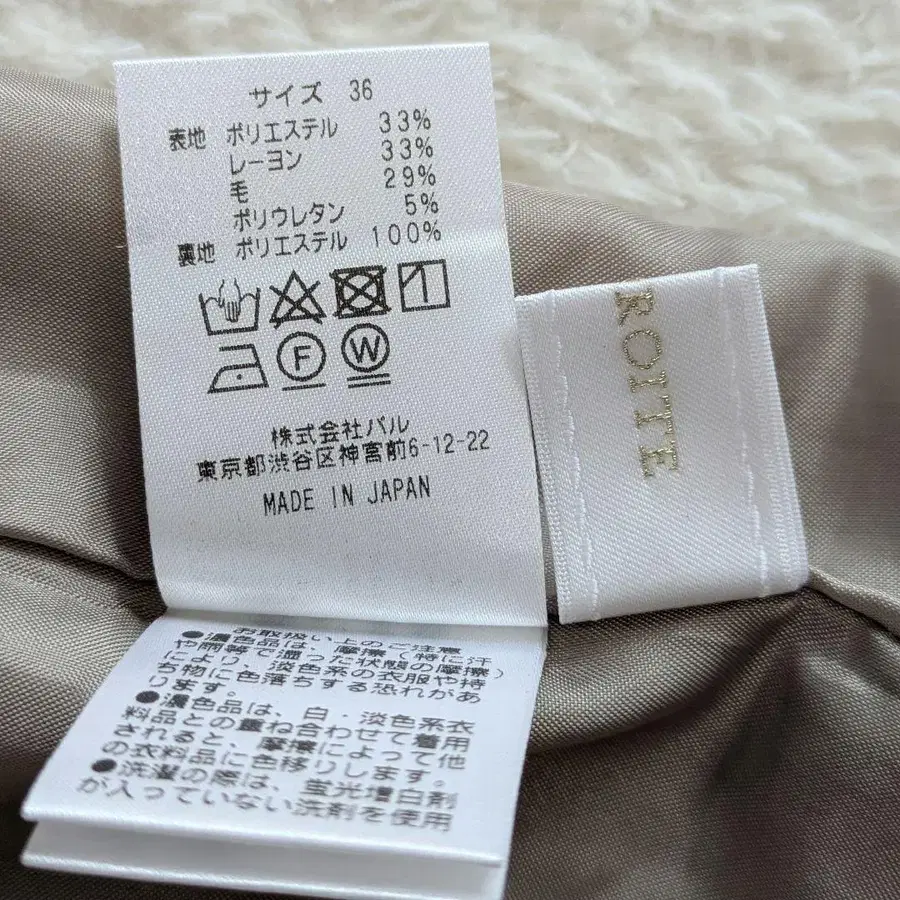 サイズ 36
表地 ポリエステル 33%
レーヨン 33%
毛 29%
ポリウレタン 5%
裏地 ポリエステル 100%
F W
株式会社パル
東京都渋谷区神宮前6-12-22
MADE IN JAPAN
ROITE
お取扱い上のご注意
●濃色品は、摩擦(特に汗
や雨等で湿った状態の摩擦)
により、淡色系の衣服や持
ち物に色落ちする恐れがあ
ります。
●濃色品は、白・淡色系衣
料品との重ね合わせて着用
されると、摩擦によって他
の衣料品に色移りします。
●洗濯の際は、蛍光増白剤
が入っていない洗剤を使用